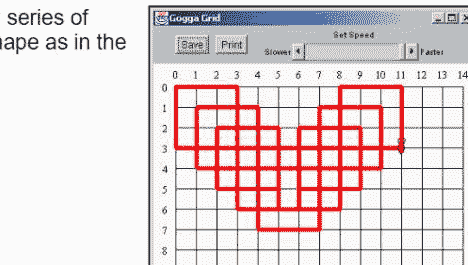 series of
ape as in the
Gogga Grid
Save Print
Set Speed
Slower Faster
0 1 2 3 4 5 6 7 8 9 10 11 12 13 14
0
1
2
3
4
5
6
7
8